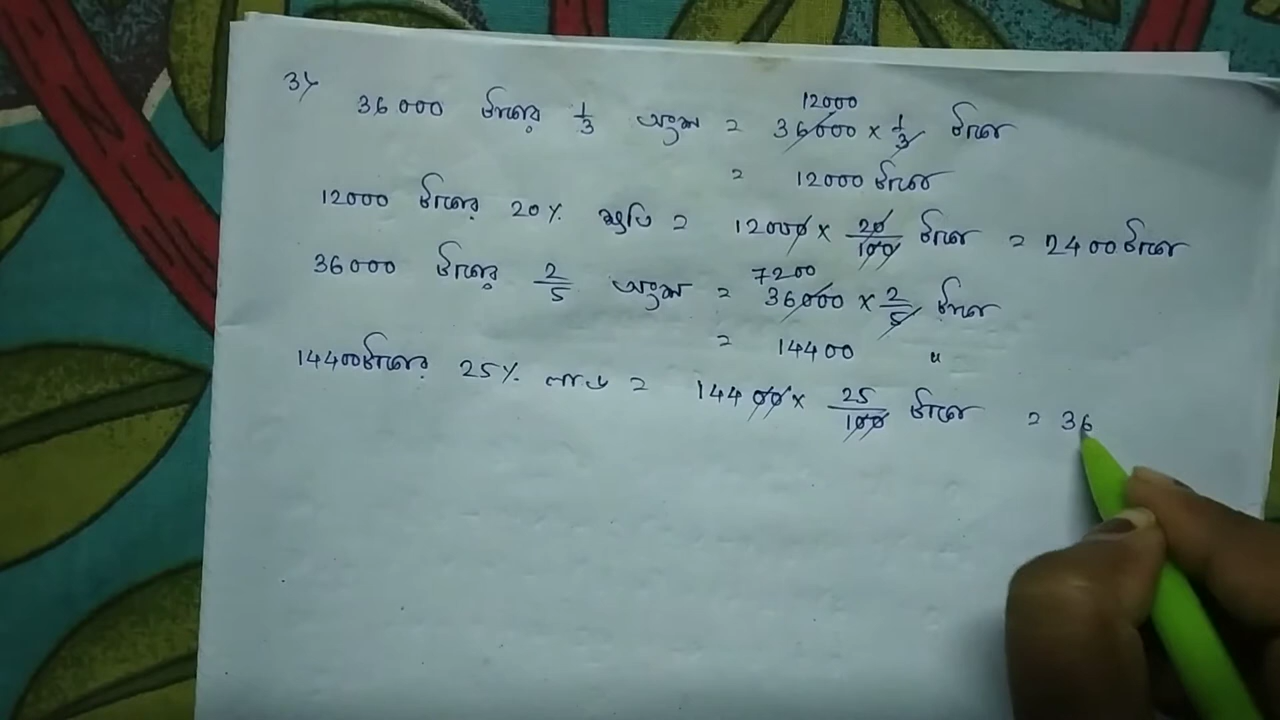 3)
36000 টাকার 1/3 অংশ = 36000 × 1/3 টাকা
12000
= 12000 টাকা
12000 টাকার 20% ক্ষতি = 12000 × 20/100 টাকা = 2400 টাকা
36000 টাকার 2/5 অংশ = 36000 × 2/5 টাকা
7200
= 14400 "
14400 টাকার 25% লাভ = 14400 × 25/100 টাকা = 36